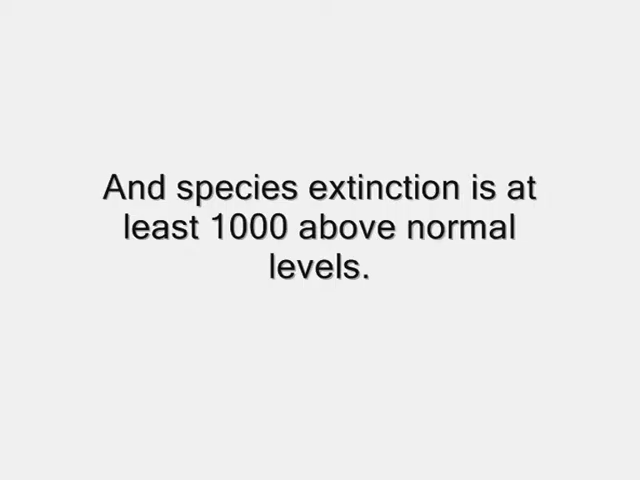 And species extinction is at
least 1000 above normal
levels.